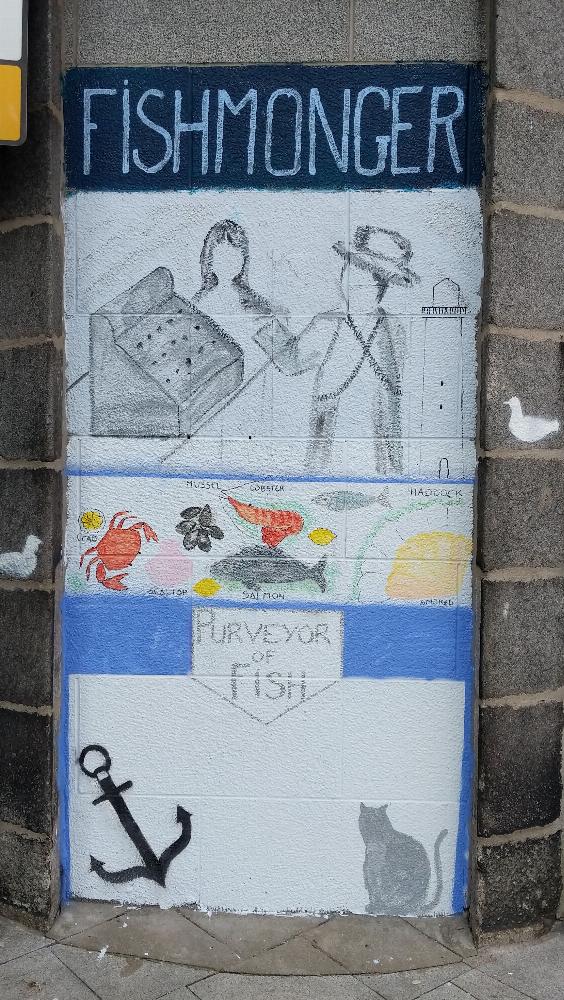 FiSHMONGER
MUSSEL LOBSTER
HADDOCK
CRAB
SCALLOP
SALMON
SMOKED
PURVEYOR
OF
FISH